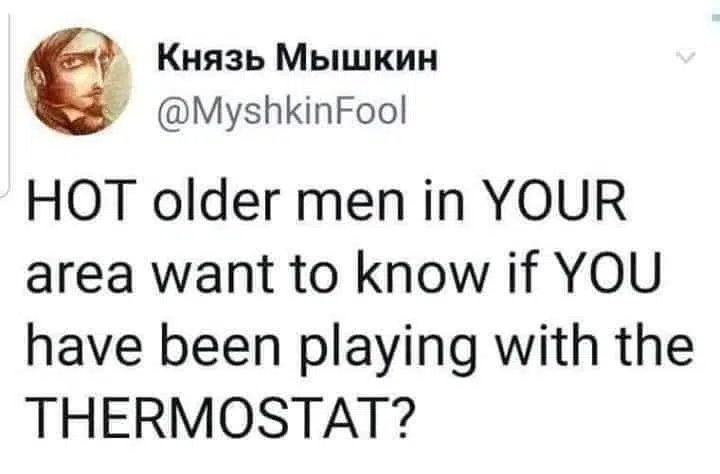 Князь Мышкин
@MyshkinFool
HOT older men in YOUR
area want to know if YOU
have been playing with the
THERMOSTAT?